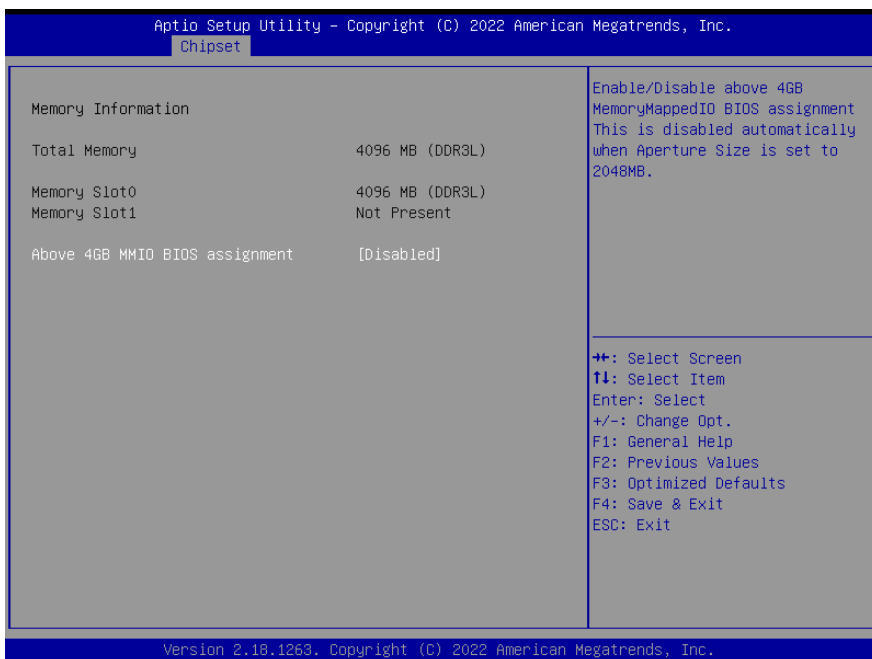 Aptio Setup Utility – Copyright (C) 2022 American Megatrends, Inc.
Chipset
Memory Information
Total Memory 4096 MB (DDR3L)
Memory Slot0 4096 MB (DDR3L)
Memory Slot1 Not Present
Above 4GB MMIO BIOS assignment [Disabled]
Enable/Disable above 4GB
MemoryMappedIO BIOS assignment
This is disabled automatically
when Aperture Size is set to
2048MB.
→←: Select Screen
↑↓: Select Item
Enter: Select
+/-: Change Opt.
F1: General Help
F2: Previous Values
F3: Optimized Defaults
F4: Save & Exit
ESC: Exit
Version 2.18.1263. Copyright (C) 2022 American Megatrends, Inc.